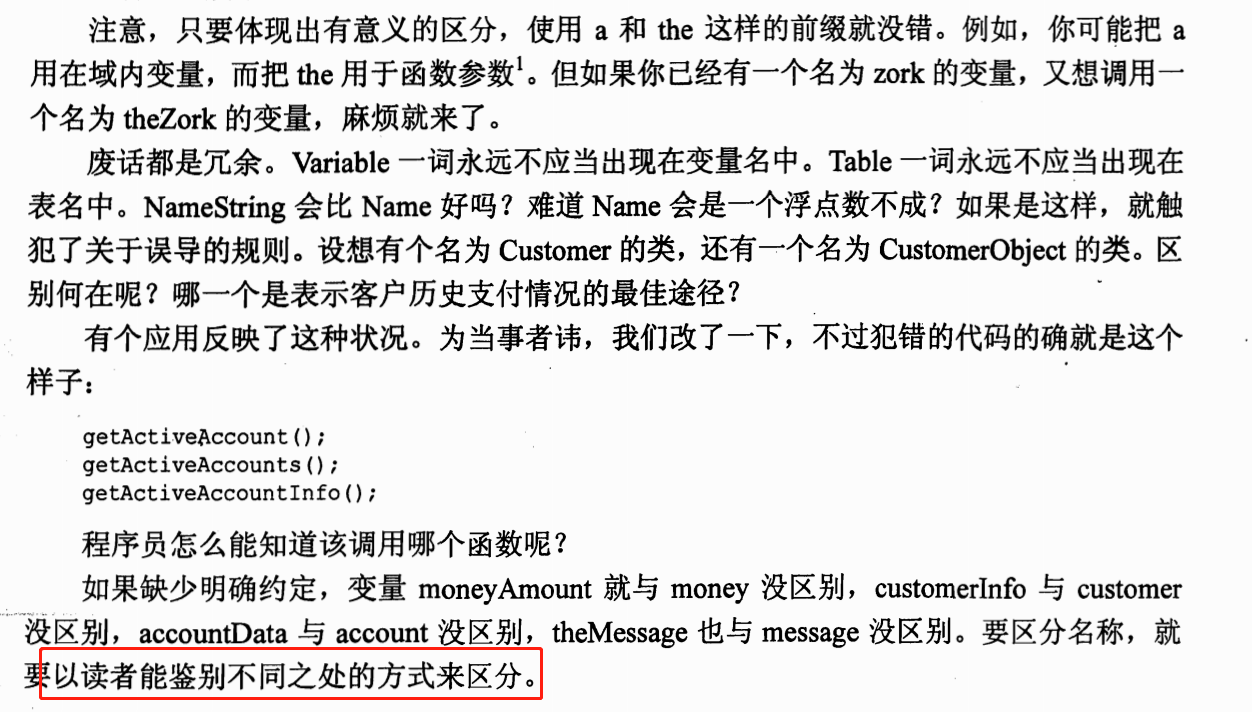 注意，只要体现出有意义的区分，使用 a 和 the 这样的前缀就没错。例如，你可能把 a
用在域内变量，而把 the 用于函数参数1。但如果你已经有一个名为 zork 的变量，又想调用一
个名为 theZork 的变量，麻烦就来了。
废话都是冗余。Variable 一词永远不应当出现在变量名中。Table 一词永远不应当出现在
表名中。NameString 会比 Name 好吗？难道 Name 会是一个浮点数不成？如果是这样，就触
犯了关于误导的规则。设想有个名为 Customer 的类，还有一个名为 CustomerObject 的类。区
别何在呢？哪一个是表示客户历史支付情况的最佳途径？
有个应用反映了这种状况。为当事者讳，我们改了一下，不过犯错的代码的确就是这个
样子：
getActiveAccount();
getActiveAccounts();
getActiveAccountInfo();
程序员怎么能知道该调用哪个函数呢？
如果缺少明确约定，变量 moneyAmount 就与 money 没区别，customerInfo 与 customer
没区别，accountData 与 account 没区别，theMessage 也与 message 没区别。要区分名称，就
要以读者能鉴别不同之处的方式来区分。